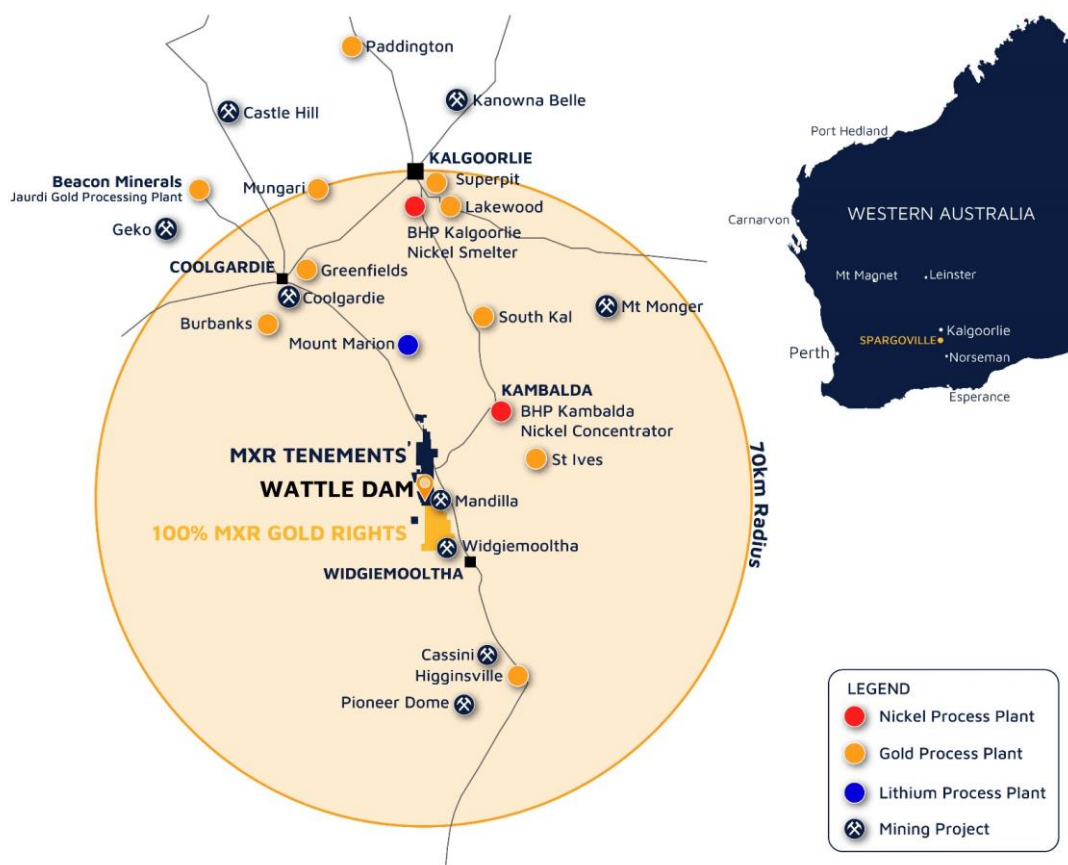 Paddington
Castle Hill
Kanowna Belle
KALGOORLIE
Beacon Minerals
Jaurdi Gold Processing Plant
Mungari
Superpit
Lakewood
Geko
BHP Kalgoorlie
Nickel Smelter
COOLGARDIE
Greenfields
Coolgardie
Mt Monger
Burbanks
South Kal
Mount Marion
KAMBALDA
BHP Kambalda
Nickel Concentrator
MXR TENEMENTS'
St Ives
WATTLE DAM
Mandilla
100% MXR GOLD RIGHTS
Widgiemooltha
WIDGIEMOOLTHA
70km Radius
Cassini
Higginsville
Pioneer Dome
Port Hedland
Carnarvon
WESTERN AUSTRALIA
Mt Magnet
Leinster
Kalgoorlie
SPARGOVILLE
Perth
Norseman
Esperance
LEGEND
Nickel Process Plant
Gold Process Plant
Lithium Process Plant
Mining Project